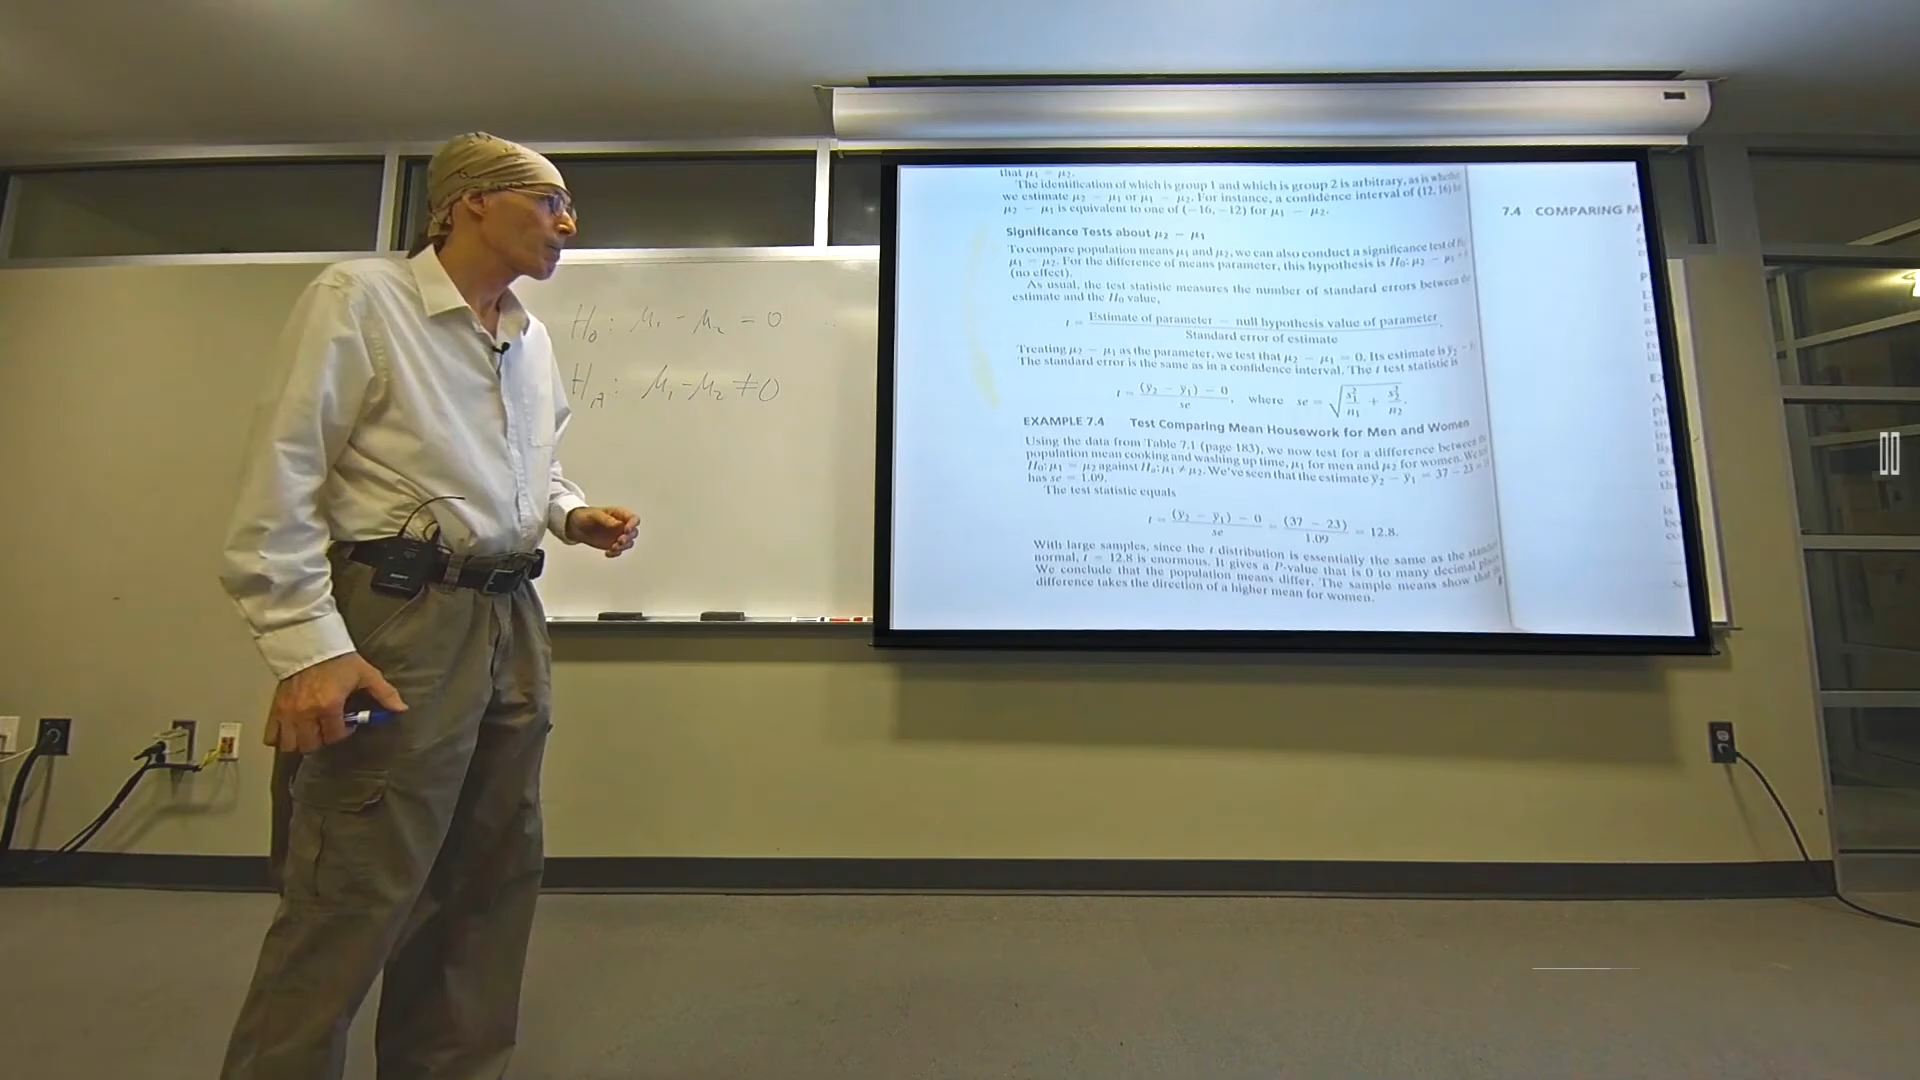 H₀: μ₁ - μ₂ = 0
H_A: μ₁ - μ₂ ≠ 0
that μ₁ = μ₂.
The identification of which is group 1 and which is group 2 is arbitrary, as is whether
we estimate μ₂ − μ₁ or μ₁ − μ₂. For instance, a confidence interval of (12, 16) for
μ₂ − μ₁ is equivalent to one of (−16, −12) for μ₁ − μ₂.
Significance Tests about μ₂ − μ₁
To compare population means μ₁ and μ₂, we can also conduct a significance test of H₀:
μ₁ = μ₂. For the difference of means parameter, this hypothesis is H₀: μ₂ − μ₁ =
(no effect).
As usual, the test statistic measures the number of standard errors between the
estimate and the H₀ value,
t = Estimate of parameter − null hypothesis value of parameter / Standard error of estimate.
Treating μ₂ − μ₁ as the parameter, we test that μ₂ − μ₁ = 0. Its estimate is ȳ₂ −
The standard error is the same as in a confidence interval. The t test statistic is
t = (ȳ₂ − ȳ₁) − 0 / se, where se = √(s₁²/n₁ + s₂²/n₂).
EXAMPLE 7.4 Test Comparing Mean Housework for Men and Women
Using the data from Table 7.1 (page 183), we now test for a difference between the
population mean cooking and washing up time, μ₁ for men and μ₂ for women. We
H₀: μ₁ = μ₂ against Hₐ: μ₁ ≠ μ₂. We've seen that the estimate ȳ₂ − ȳ₁ = 37 − 23 =
has se = 1.09.
The test statistic equals
t = (ȳ₂ − ȳ₁) − 0 / se = (37 − 23) / 1.09 = 12.8.
With large samples, since the t distribution is essentially the same as the standard
normal, t = 12.8 is enormous. It gives a P-value that is 0 to many decimal places.
We conclude that the population means differ. The sample means show that the
difference takes the direction of a higher mean for women.
7.4 COMPARING M